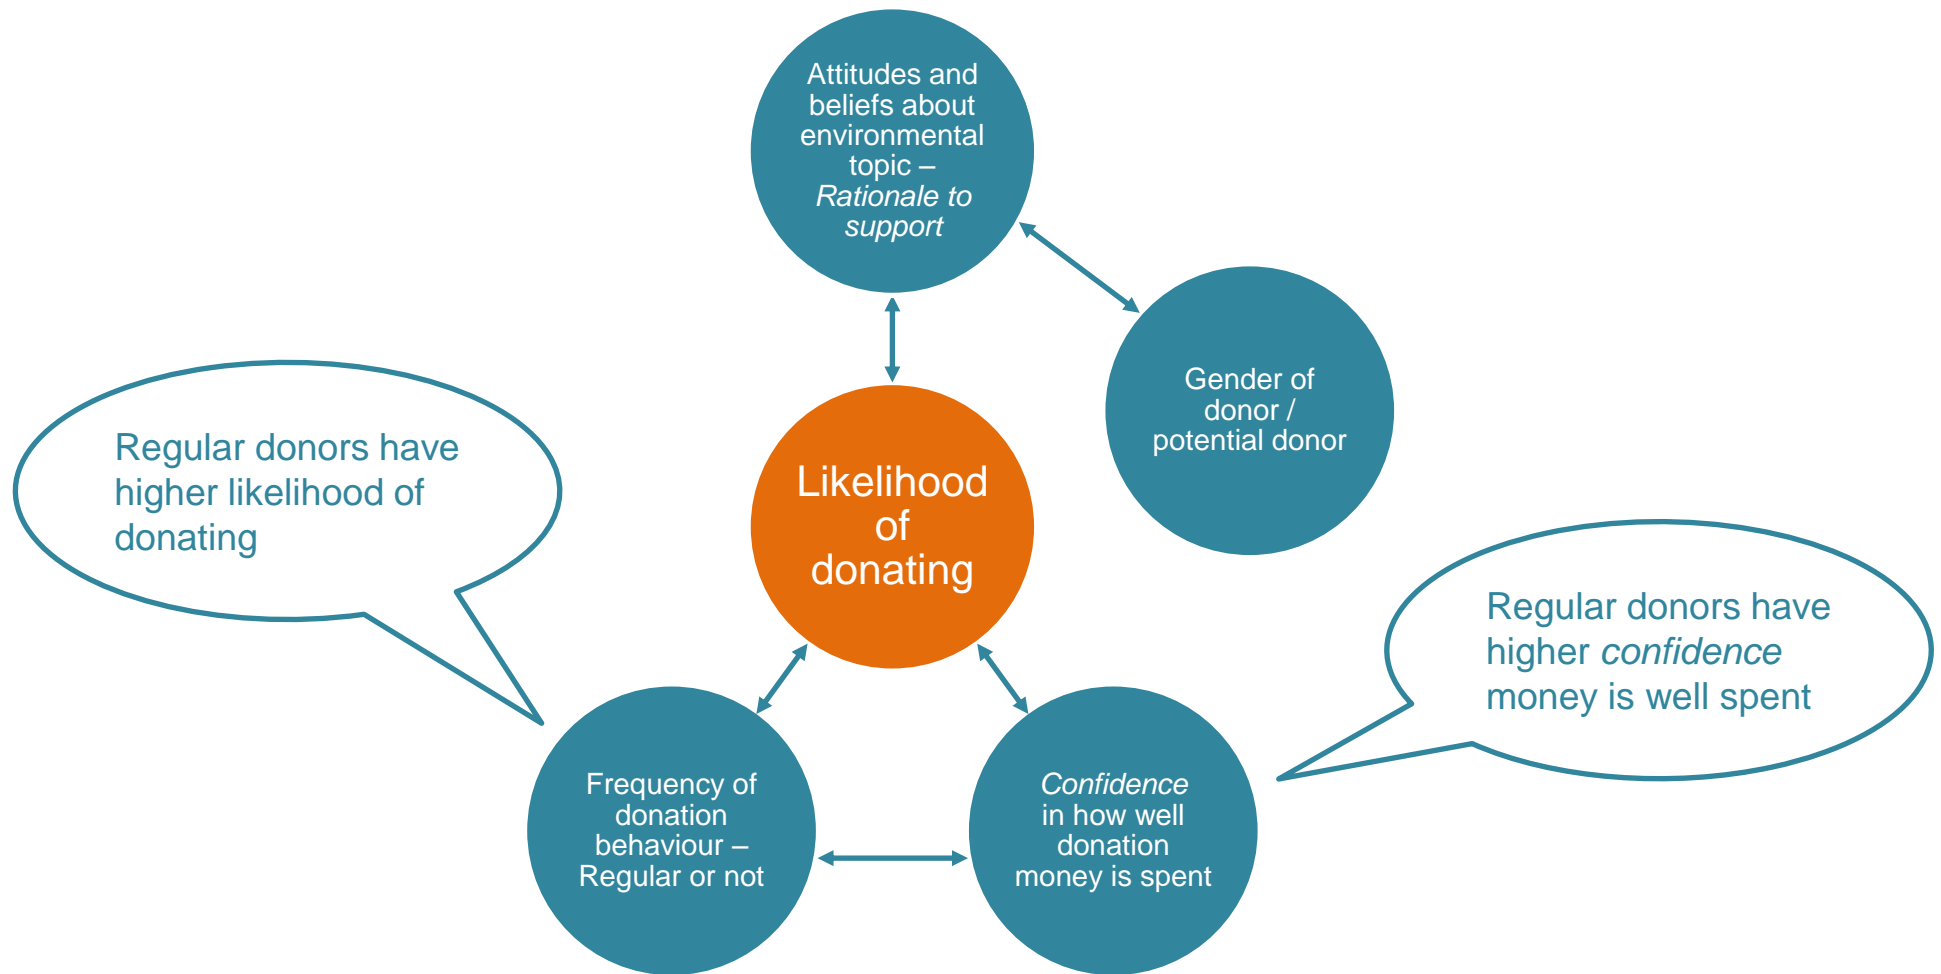 Attitudes and
beliefs about
environmental
topic –
Rationale to
support
Gender of
donor /
potential donor
Regular donors have
higher likelihood of
donating
Likelihood
of
donating
Regular donors have
higher confidence
money is well spent
Frequency of
donation
behaviour –
Regular or not
Confidence
in how well
donation
money is spent